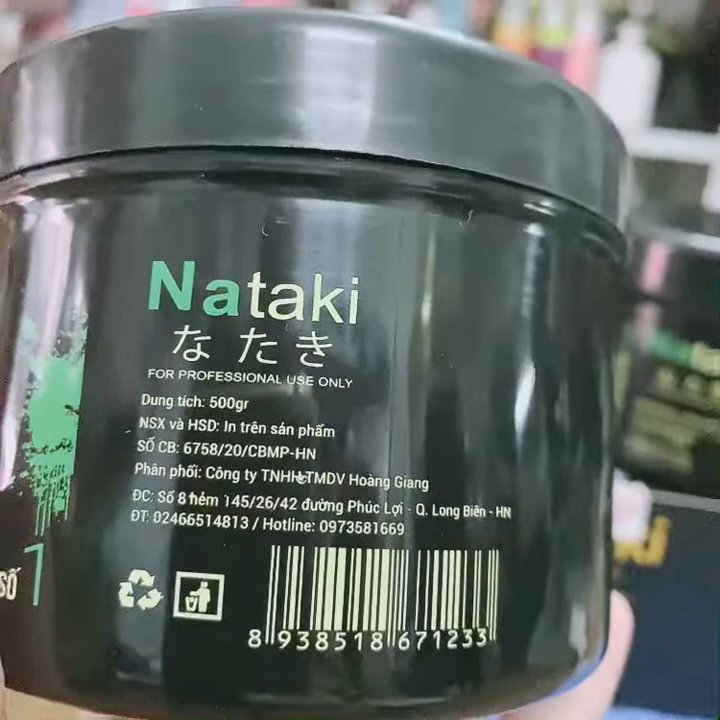 Nataki
なたき
FOR PROFESSIONAL USE ONLY
Dung tích: 500gr
NSX và HSD: In trên sản phẩm
SỐ CB: 6758/20/CBMP-HN
Phân phối: Công ty TNHH TMDV Hoàng Giang
ĐC: Số 8 hẻm 145/26/42 đường Phúc Lợi - Q. Long Biên - HN
ĐT: 02466514813 / Hotline: 0973581669
SỐ 1
8 938518 671233